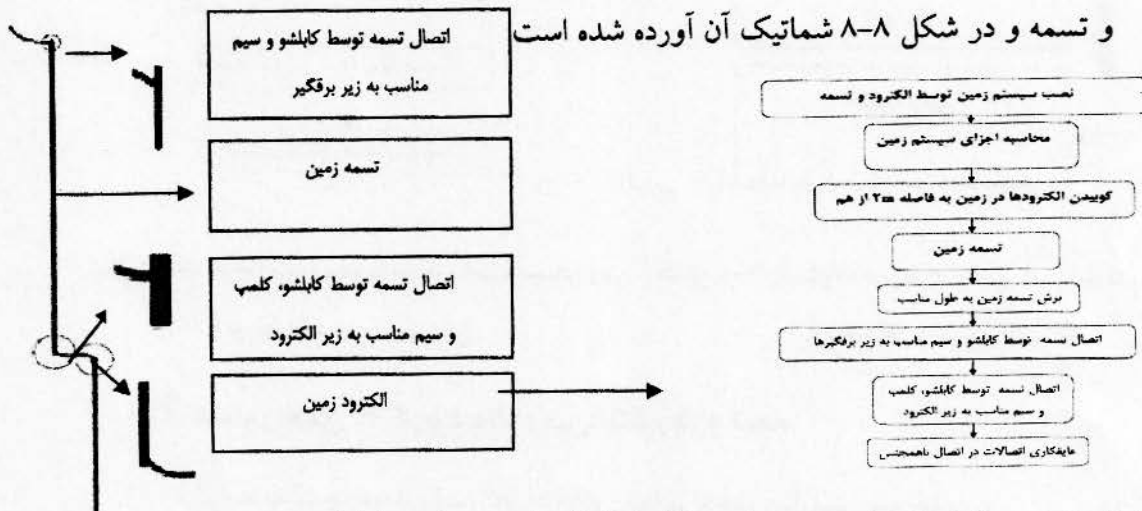 و تسمه و در شکل ۸-۸ شماتیک آن آورده شده است
نصب سیستم زمین توسط الکترود و تسمه
محاسبه اجزای سیستم زمین
کوبیدن الکترودها در زمین به فاصله ۲m از هم
تسمه زمین
برش تسمه زمین به طول مناسب
اتصال تسمه توسط کابلشو و سیم مناسب به زیر برقگیرها
اتصال تسمه توسط کابلشو، کلمپ
و سیم مناسب به زیر الکترود
عایقکاری اتصالات در اتصال ناهمجنس
اتصال تسمه توسط کابلشو و سیم
مناسب به زیر برقگیر
تسمه زمین
اتصال تسمه توسط کابلشو، کلمپ
و سیم مناسب به زیر الکترود
الکترود زمین